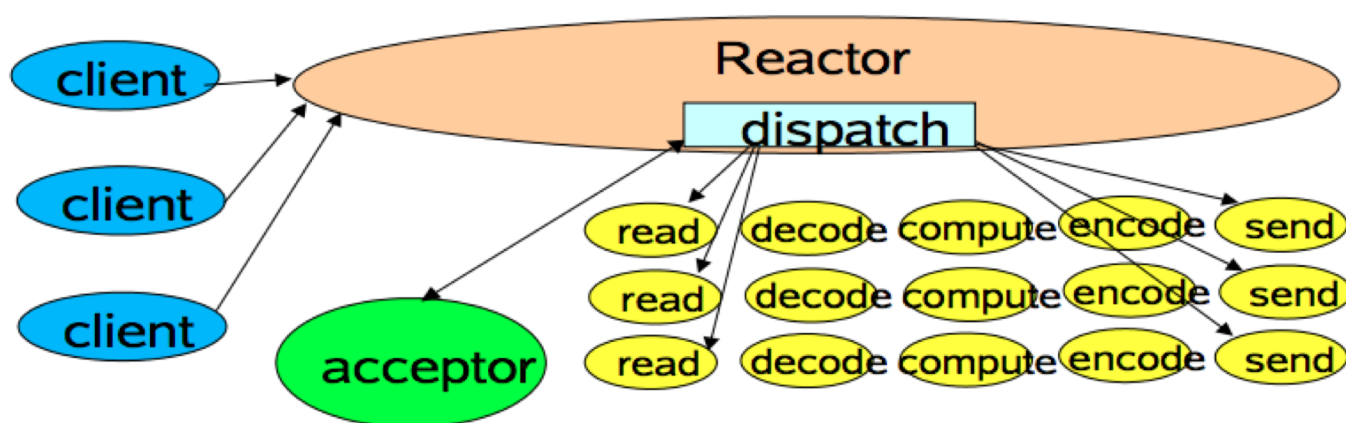 Reactor
client
dispatch
client
read decode compute encode send
read decode compute encode send
client
acceptor
read decode compute encode send